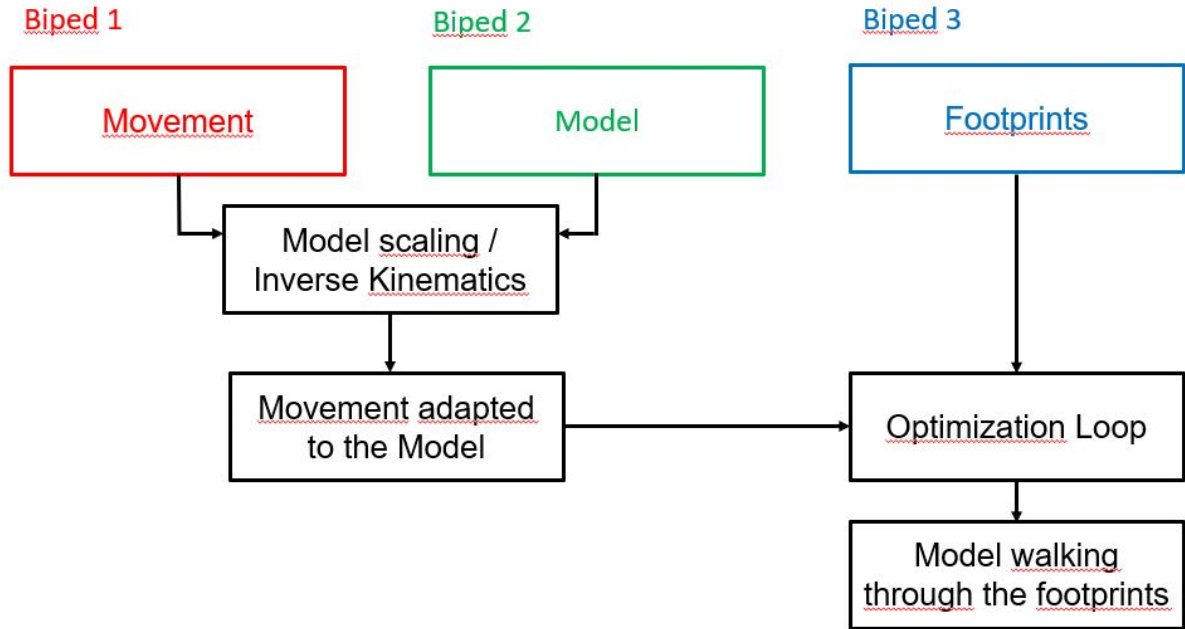 Biped 1
Biped 2
Biped 3
Movement
Model
Footprints
Model scaling /
Inverse Kinematics
Movement adapted
to the Model
Optimization Loop
Model walking
through the footprints